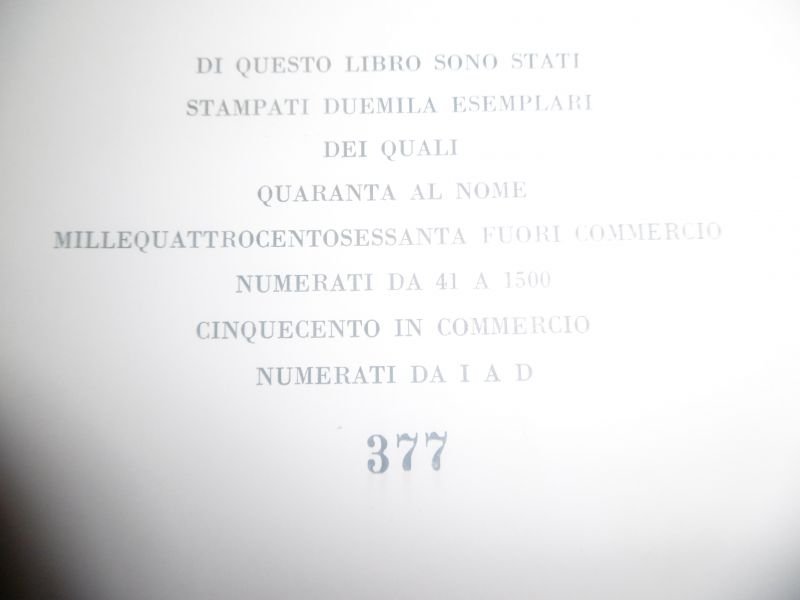 DI QUESTO LIBRO SONO STATI
STAMPATI DUEMILA ESEMPLARI
DEI QUALI
QUARANTA AL NOME
MILLEQUATTROCENTOSESSANTA FUORI COMMERCIO
NUMERATI DA 41 A 1500
CINQUECENTO IN COMMERCIO
NUMERATI DA I A D
377